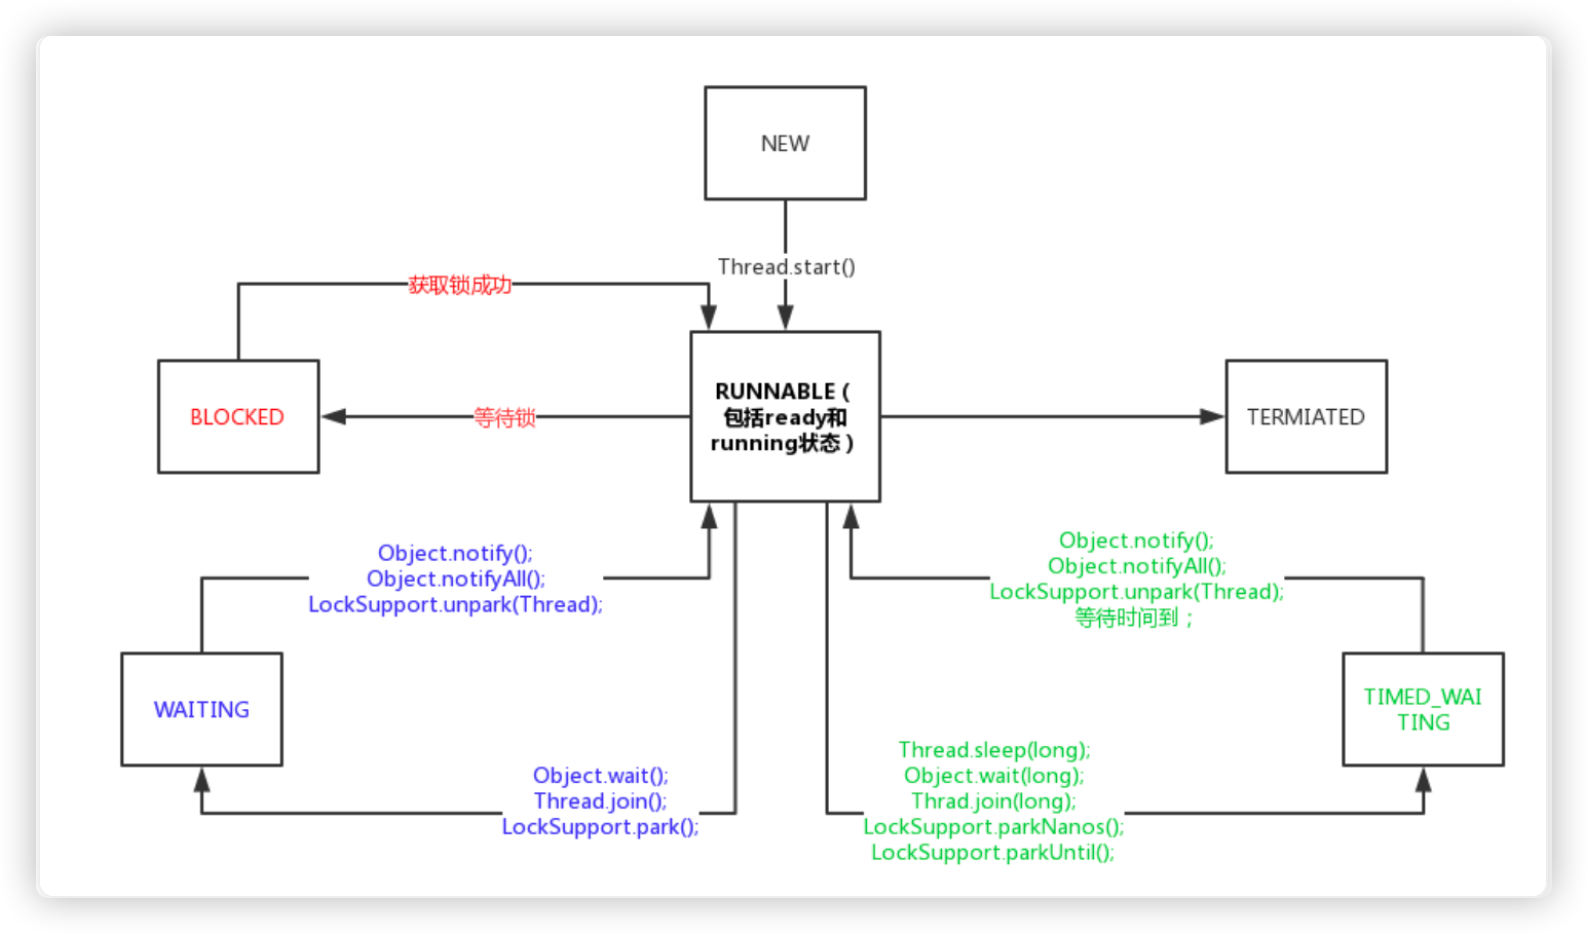 NEW
Thread.start()
获取锁成功
BLOCKED
等待锁
RUNNABLE（
包括ready和
running状态）
TERMIATED
Object.notify();
Object.notifyAll();
LockSupport.unpark(Thread);
Object.notify();
Object.notifyAll();
LockSupport.unpark(Thread);
等待时间到；
WAITING
TIMED_WAI
TING
Object.wait();
Thread.join();
LockSupport.park();
Thread.sleep(long);
Object.wait(long);
Thrad.join(long);
LockSupport.parkNanos();
LockSupport.parkUntil();